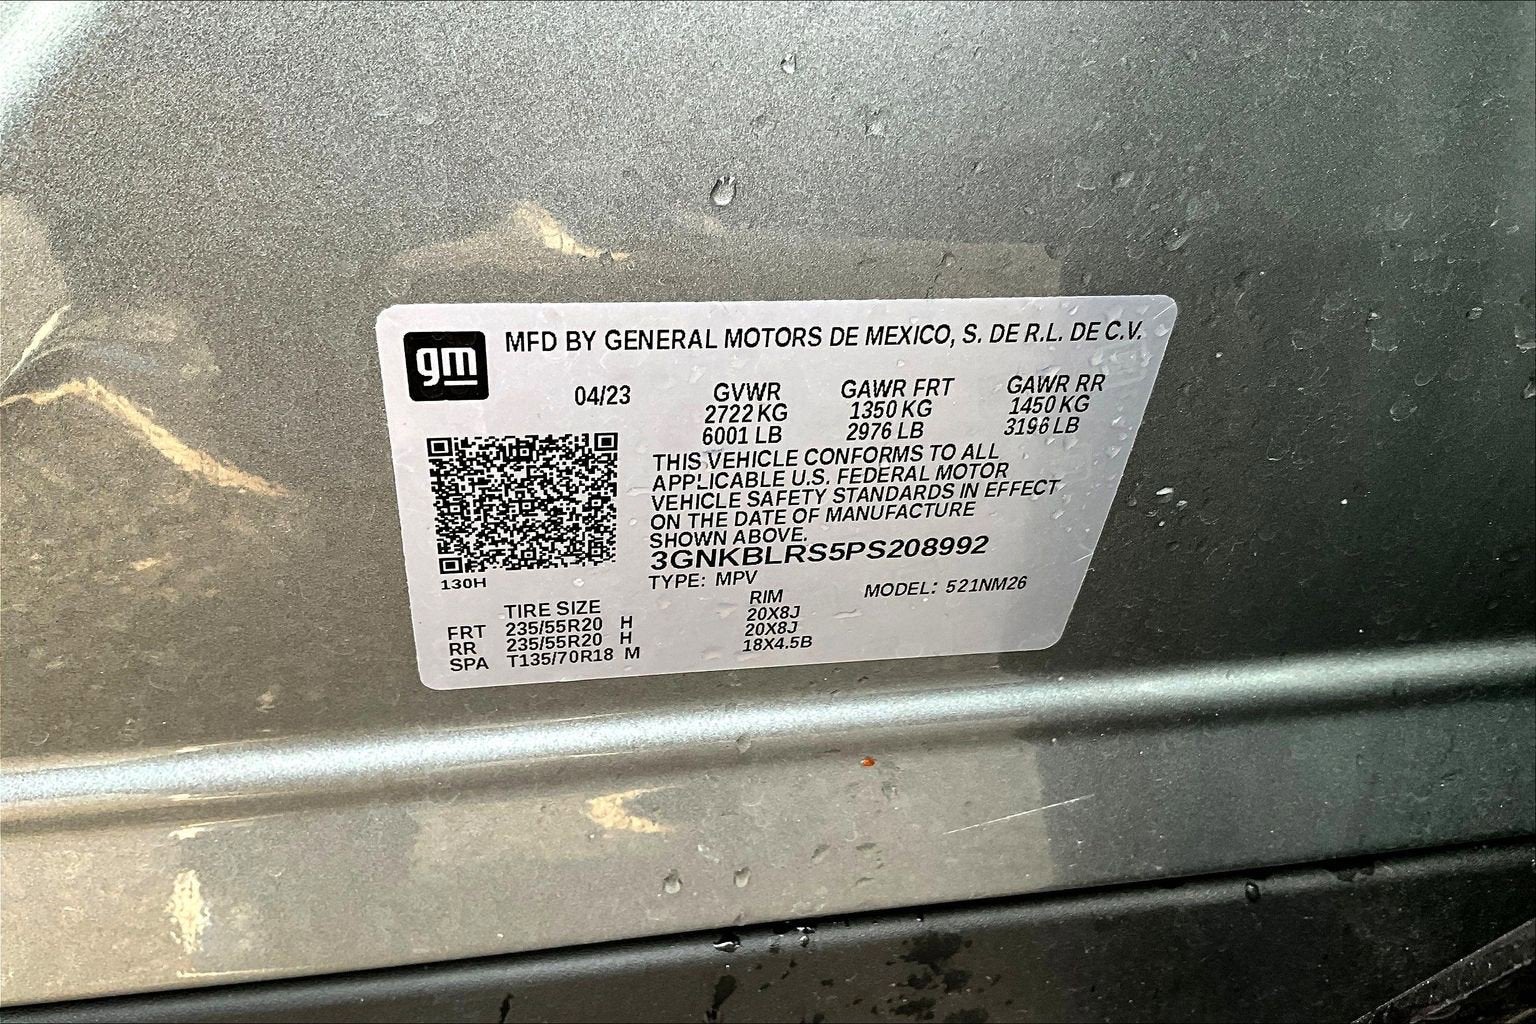 gm
MFD BY GENERAL MOTORS DE MEXICO, S. DE R.L. DE C.V.
04/23 GVWR GAWR FRT GAWR RR
2722 KG 1350 KG 1450 KG
6001 LB 2976 LB 3196 LB
THIS VEHICLE CONFORMS TO ALL
APPLICABLE U.S. FEDERAL MOTOR
VEHICLE SAFETY STANDARDS IN EFFECT
ON THE DATE OF MANUFACTURE
SHOWN ABOVE.
3GNKBLRS5PS208992
130H
TYPE: MPV MODEL: 521NM26
TIRE SIZE RIM
FRT 235/55R20 H 20X8J
RR 235/55R20 H 20X8J
SPA T135/70R18 M 18X4.5B